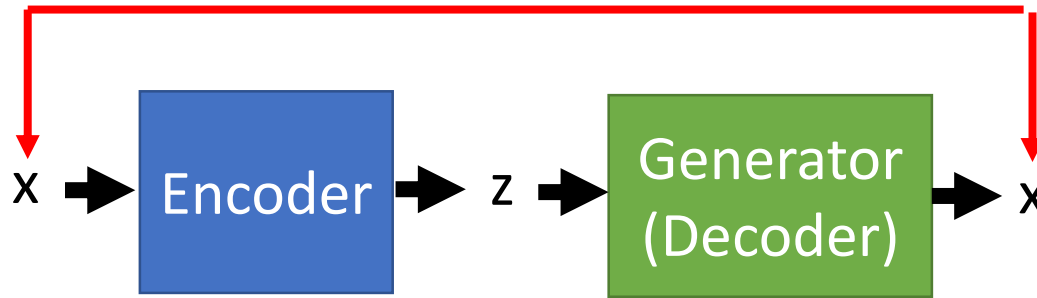 X
Encoder
Z
Generator
(Decoder)
X